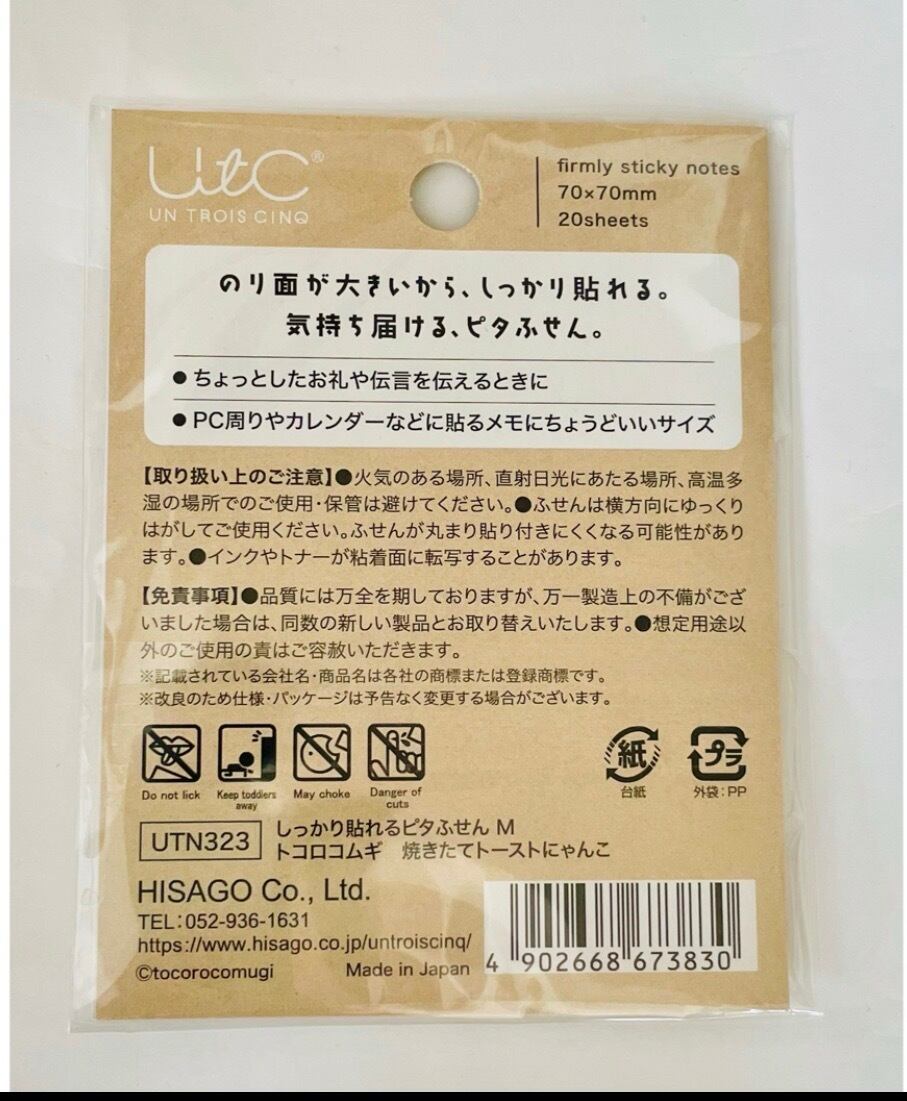 UtC®
UN TROIS CINQ
firmly sticky notes
70×70mm
20sheets
のり面が大きいから、しっかり貼れる。
気持ち届ける、ピタふせん。
●ちょっとしたお礼や伝言を伝えるときに
●PC周りやカレンダーなどに貼るメモにちょうどいいサイズ
【取り扱い上のご注意】●火気のある場所、直射日光にあたる場所、高温多
湿の場所でのご使用・保管は避けてください。●ふせんは横方向にゆっくり
はがしてご使用ください。ふせんが丸まり貼り付きにくくなる可能性があり
ます。●インクやトナーが粘着面に転写することがあります。
【免責事項】●品質には万全を期しておりますが、万一製造上の不備がござ
いました場合は、同数の新しい製品とお取り替えいたします。●想定用途以
外のご使用の責はご容赦いただきます。
※記載されている会社名・商品名は各社の商標または登録商標です。
※改良のため仕様・パッケージは予告なく変更する場合がございます。
Do not lick
Keep toddlers
away
May choke
Danger of
cuts
紙
台紙
プラ
外袋：PP
UTN323
しっかり貼れるピタふせん M
トコロコムギ 焼きたてトーストにゃんこ
HISAGO Co., Ltd.
TEL：052-936-1631
https://www.hisago.co.jp/untroiscinq/
©tocorocomugi
Made in Japan
4 902668 673830